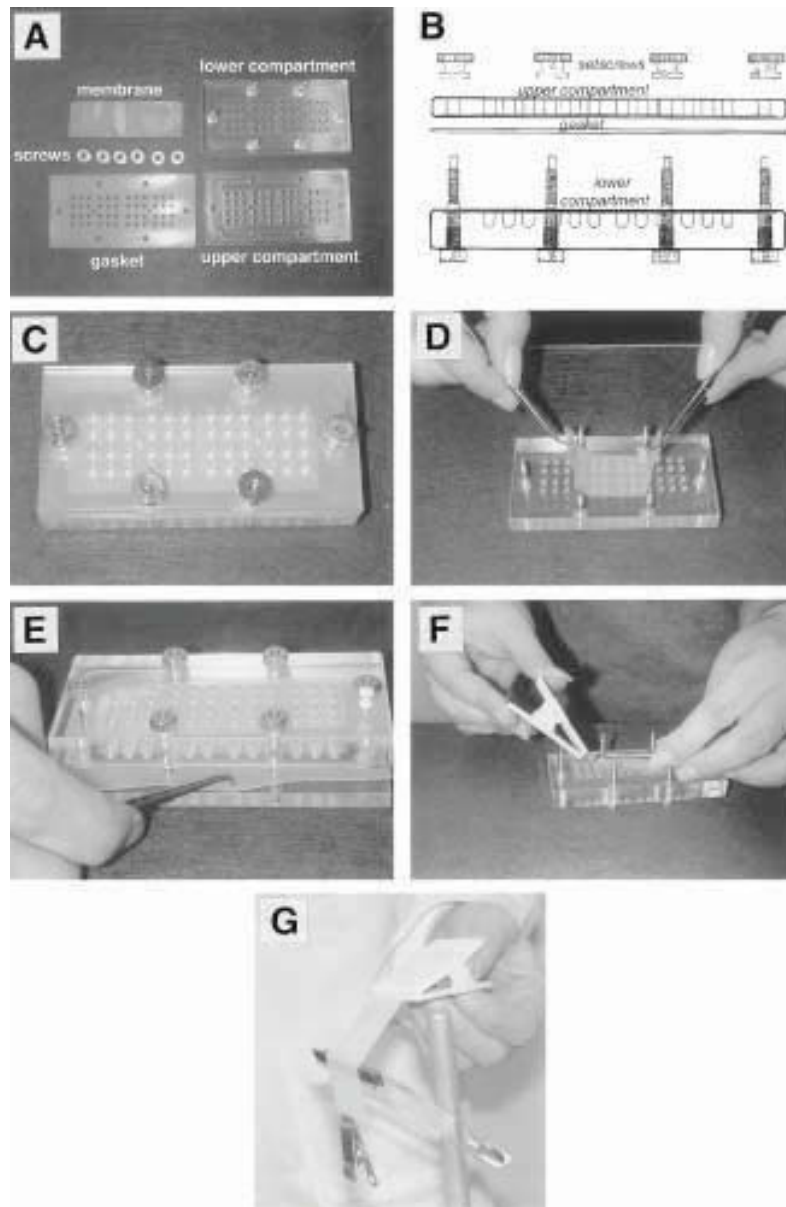 A
lower compartment
membrane
screws
gasket
upper compartment
B
setscrews
upper compartment
gasket
lower
compartment
C
D
E
F
G